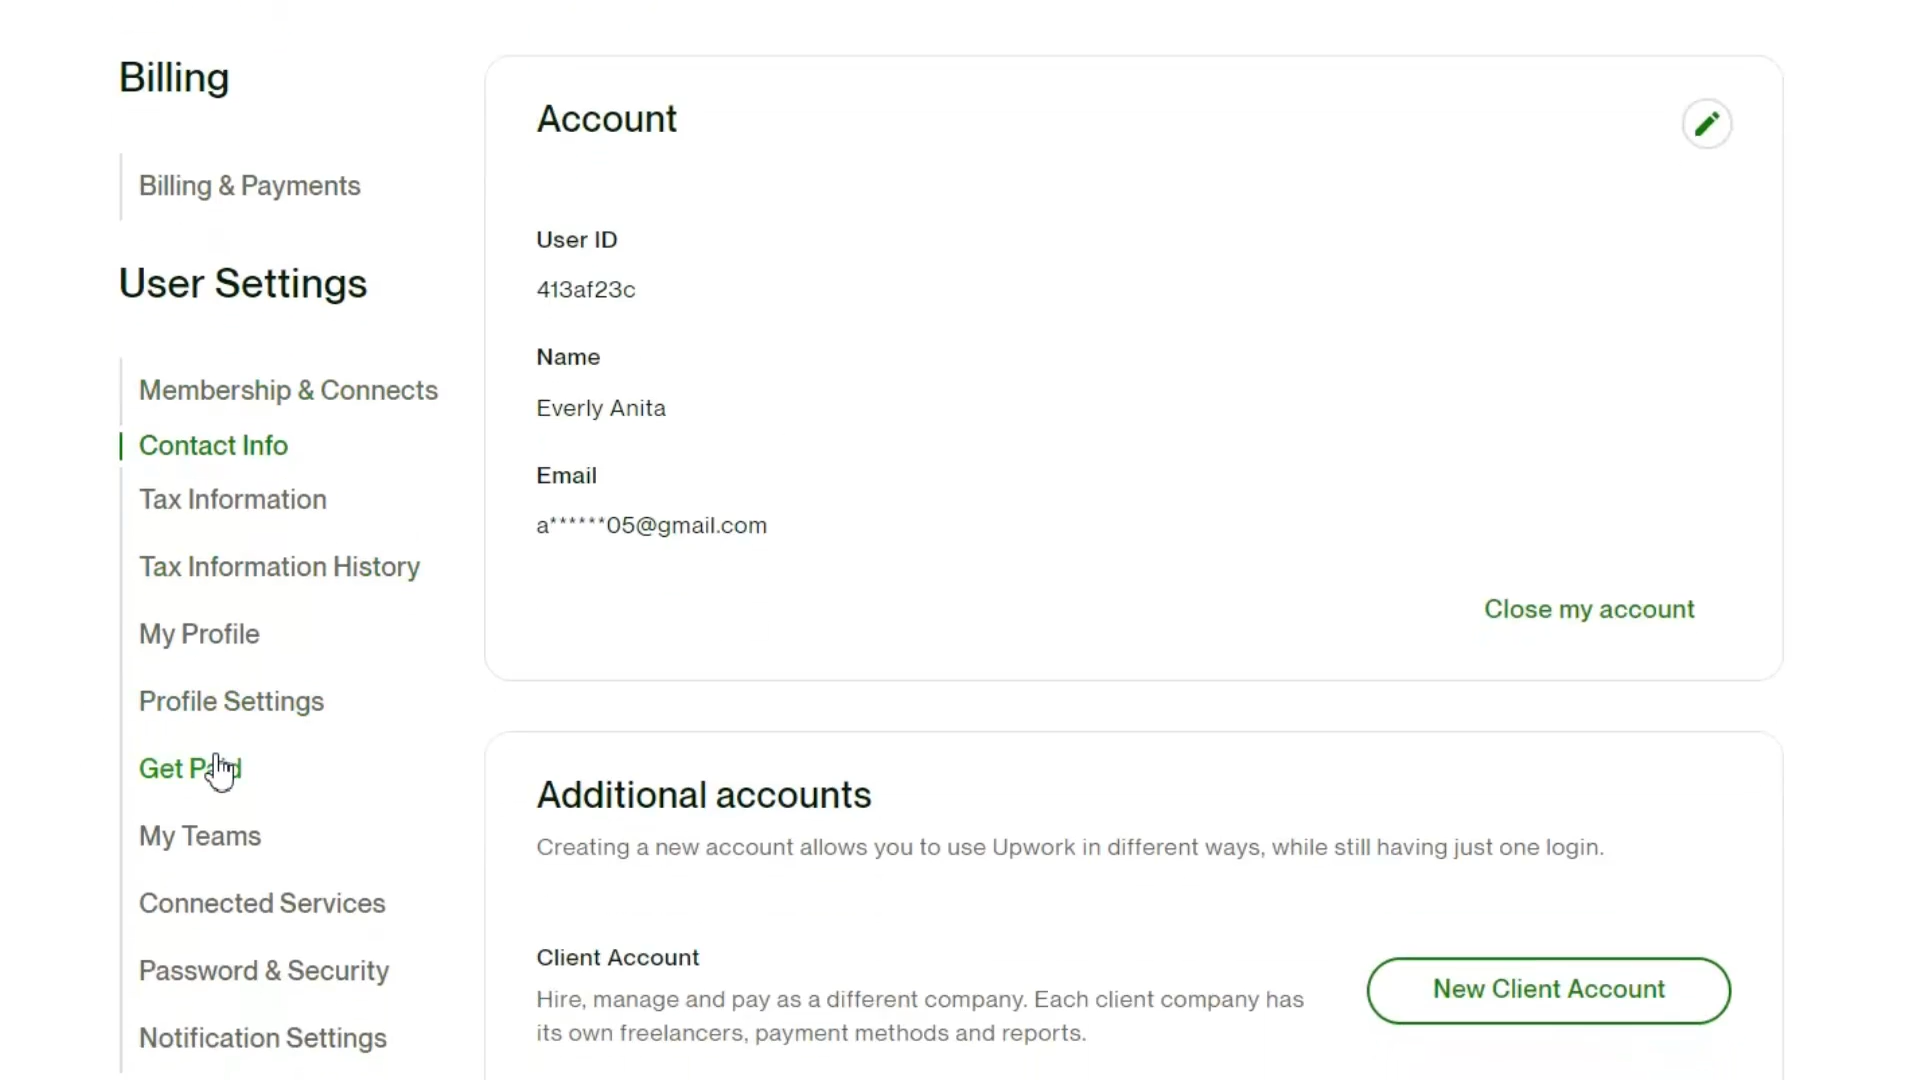 Billing
Billing & Payments
User Settings
Membership & Connects
Contact Info
Tax Information
Tax Information History
My Profile
Profile Settings
Get Paid
My Teams
Connected Services
Password & Security
Notification Settings
Account
User ID
413af23c
Name
Everly Anita
Email
a******05@gmail.com
Close my account
Additional accounts
Creating a new account allows you to use Upwork in different ways, while still having just one login.
Client Account
Hire, manage and pay as a different company. Each client company has
its own freelancers, payment methods and reports.
New Client Account